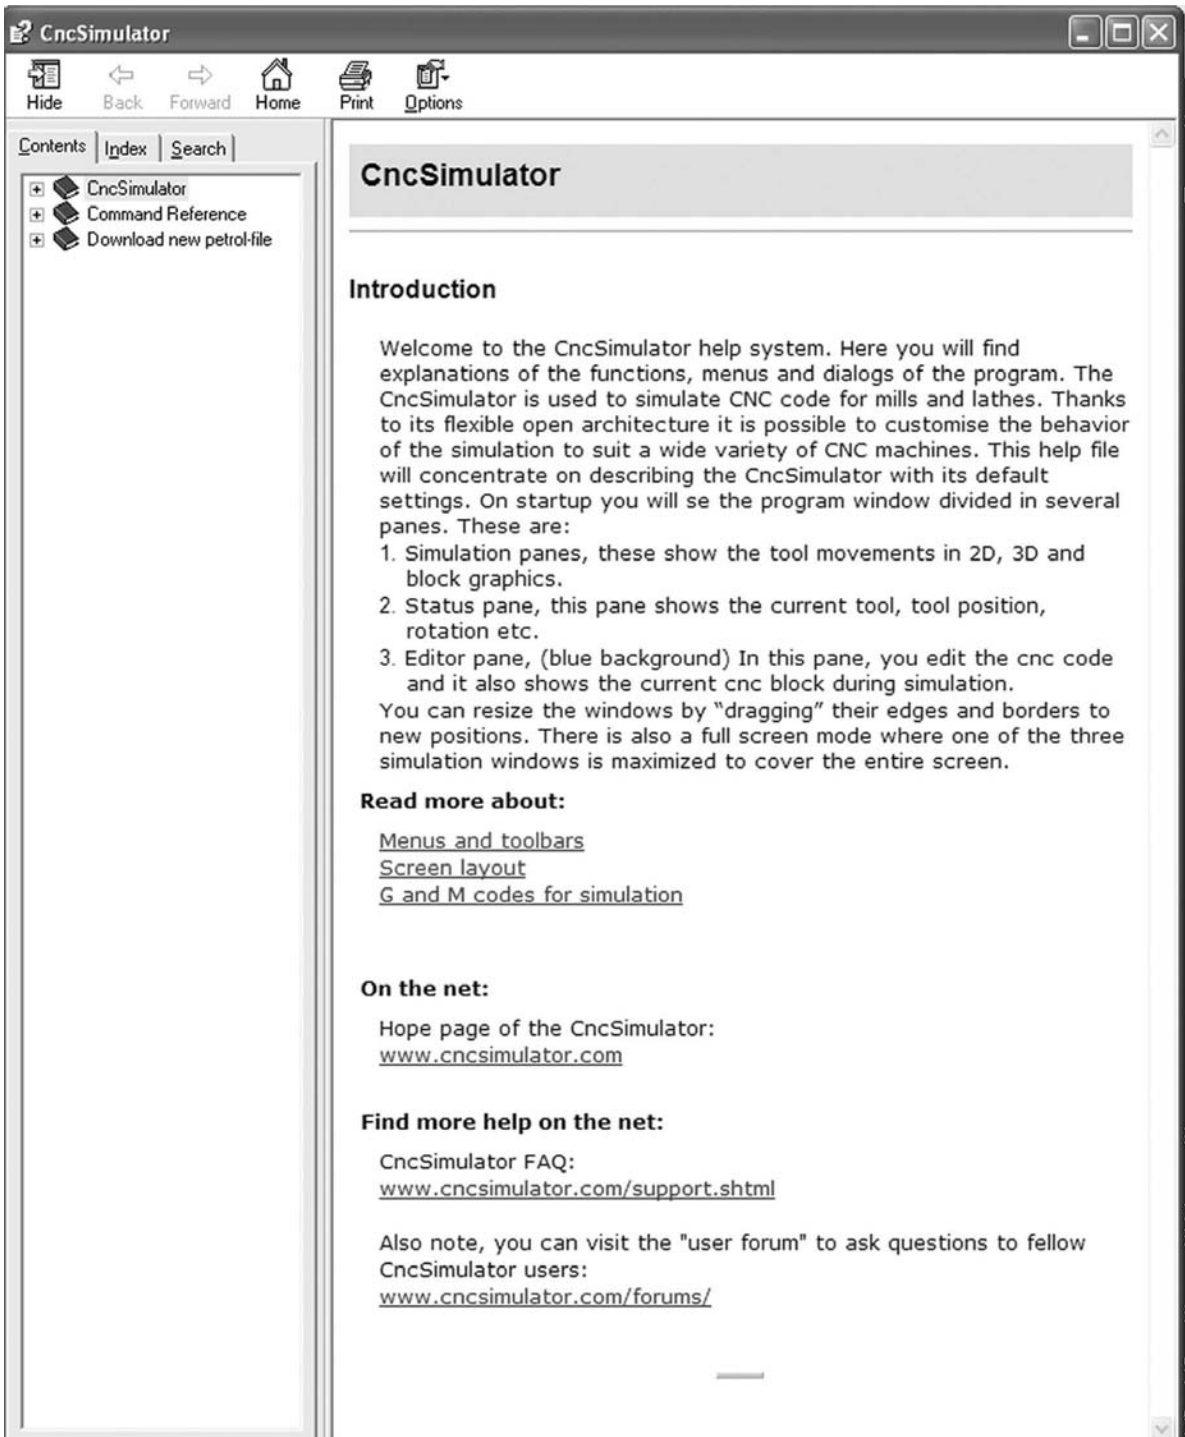 CncSimulator
Hide Back Forward Home Print Options
Contents Index Search
CncSimulator
Command Reference
Download new petrol-file
CncSimulator
Introduction
Welcome to the CncSimulator help system. Here you will find
explanations of the functions, menus and dialogs of the program. The
CncSimulator is used to simulate CNC code for mills and lathes. Thanks
to its flexible open architecture it is possible to customise the behavior
of the simulation to suit a wide variety of CNC machines. This help file
will concentrate on describing the CncSimulator with its default
settings. On startup you will se the program window divided in several
panes. These are:
1. Simulation panes, these show the tool movements in 2D, 3D and
block graphics.
2. Status pane, this pane shows the current tool, tool position,
rotation etc.
3. Editor pane, (blue background) In this pane, you edit the cnc code
and it also shows the current cnc block during simulation.
You can resize the windows by “dragging” their edges and borders to
new positions. There is also a full screen mode where one of the three
simulation windows is maximized to cover the entire screen.
Read more about:
Menus and toolbars
Screen layout
G and M codes for simulation
On the net:
Hope page of the CncSimulator:
www.cncsimulator.com
Find more help on the net:
CncSimulator FAQ:
www.cncsimulator.com/support.shtml
Also note, you can visit the "user forum" to ask questions to fellow
CncSimulator users:
www.cncsimulator.com/forums/